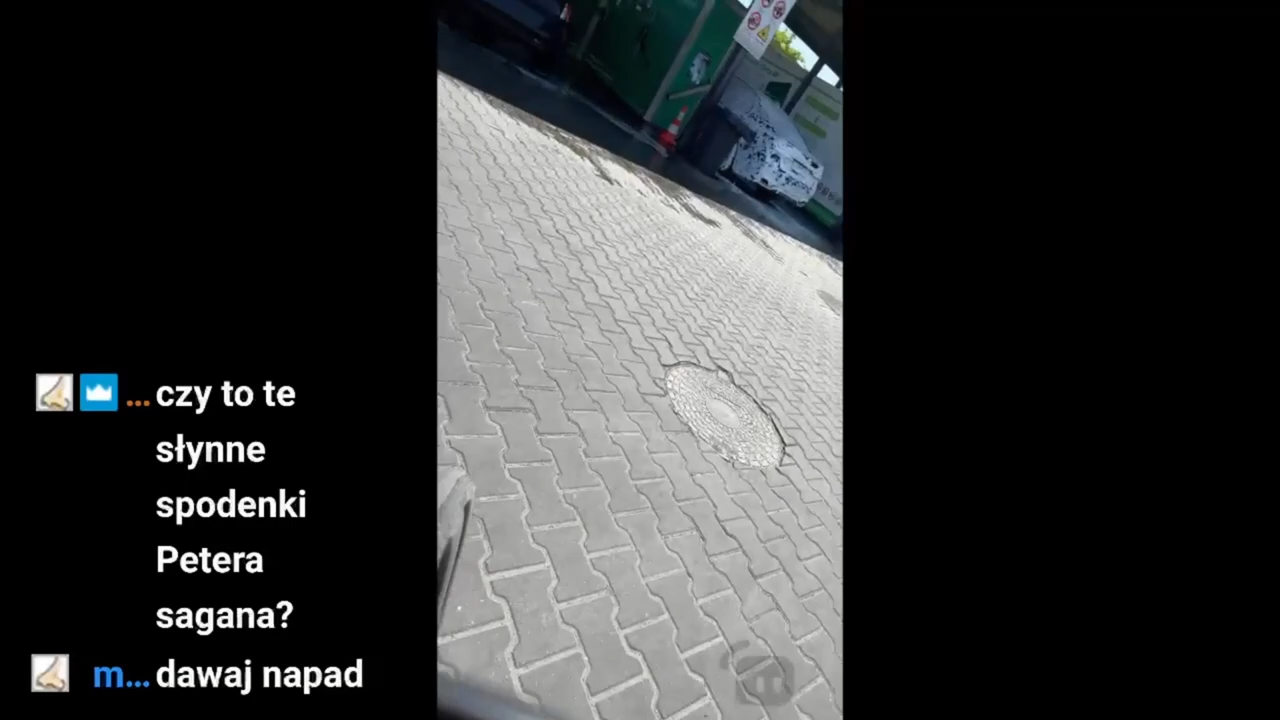 ... czy to te
słynne
spodenki
Petera
sagana?
m... dawaj napad